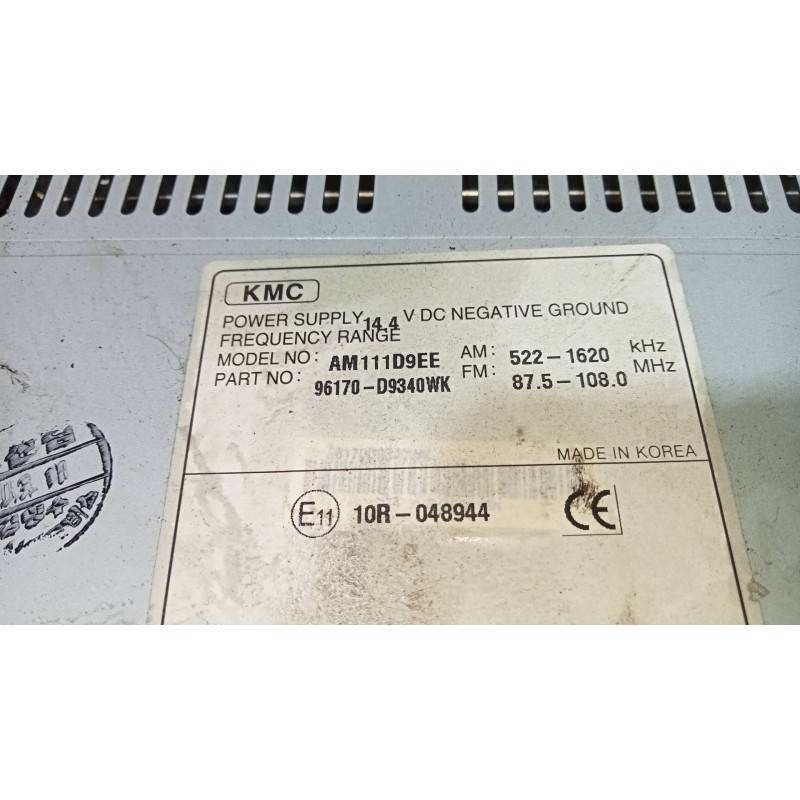 KMC
POWER SUPPLY 14.4 V DC NEGATIVE GROUND
FREQUENCY RANGE
MODEL NO: AM111D9EE AM: 522-1620 kHz
PART NO: 96170-D9340WK FM: 87.5-108.0 MHz
MADE IN KOREA
E11 10R-048944 CE